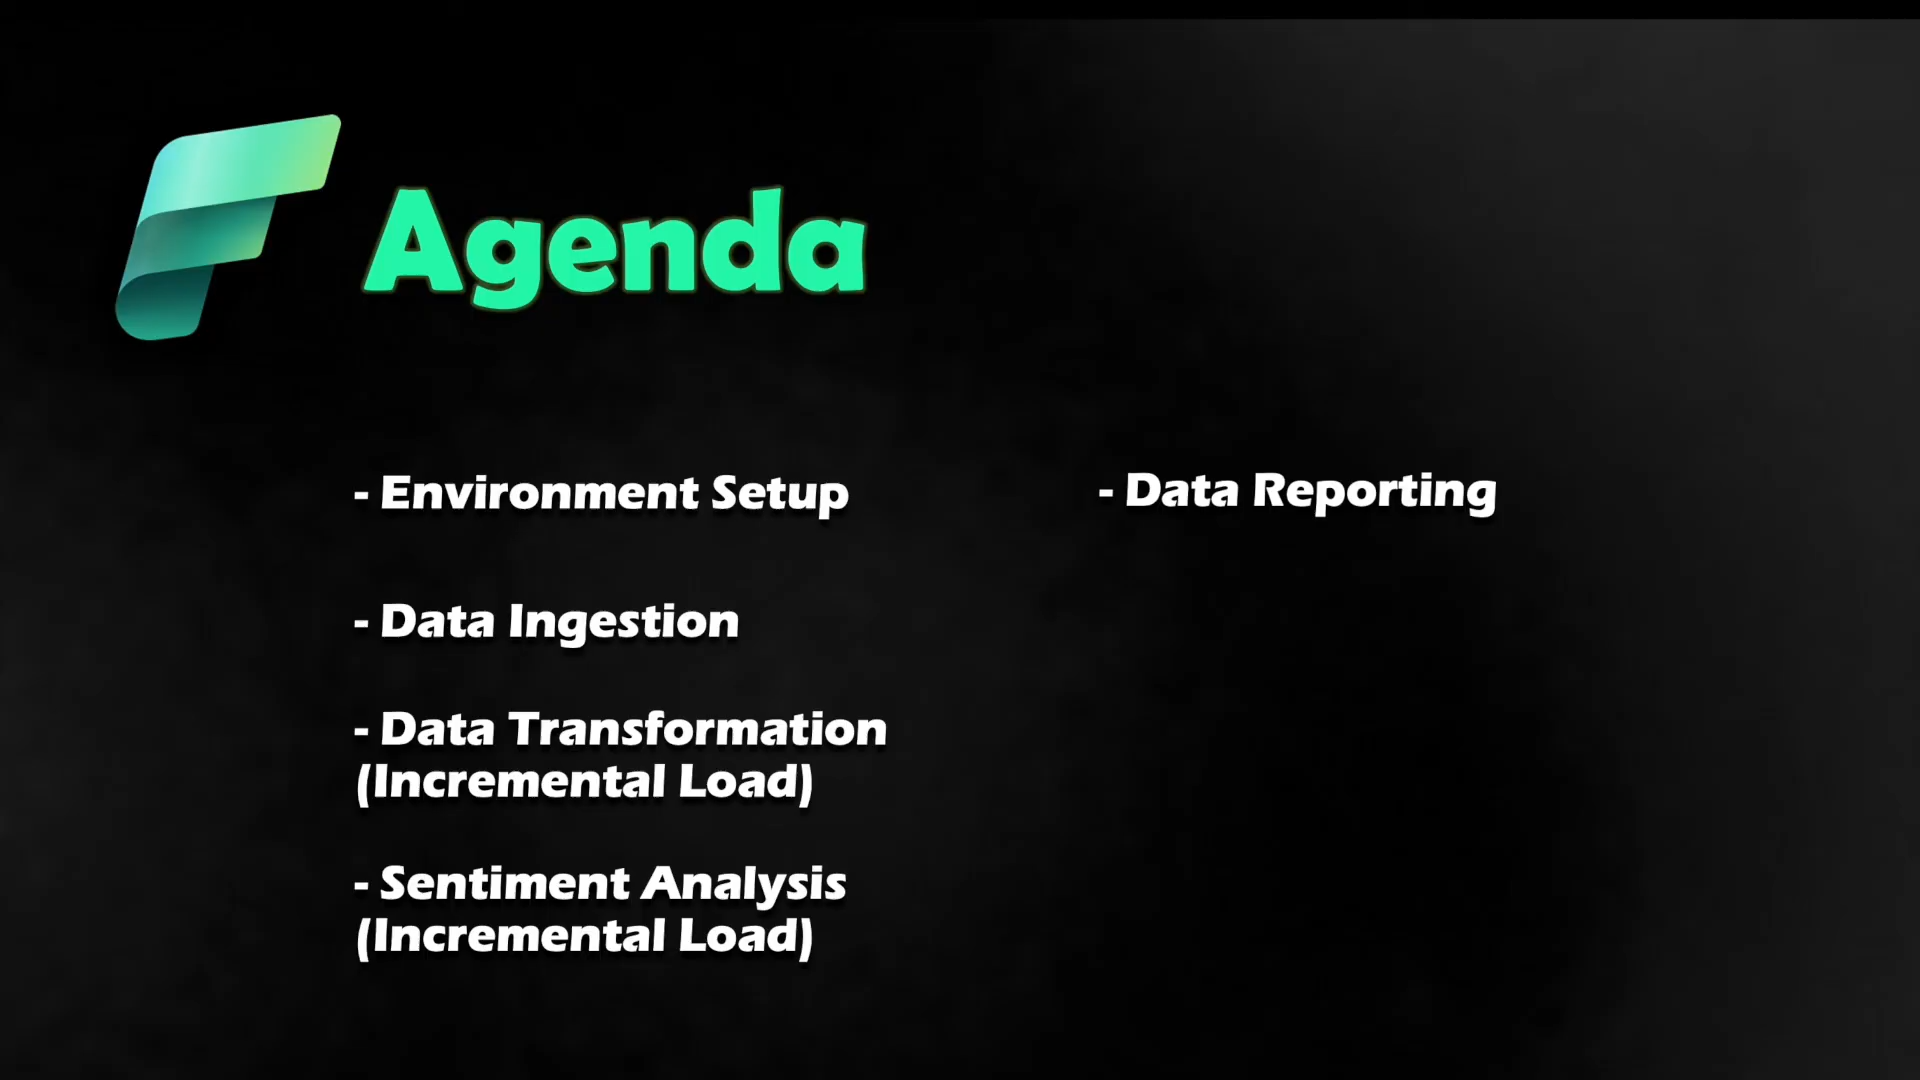 Agenda
- Environment Setup
- Data Ingestion
- Data Transformation
(Incremental Load)
- Sentiment Analysis
(Incremental Load)
- Data Reporting